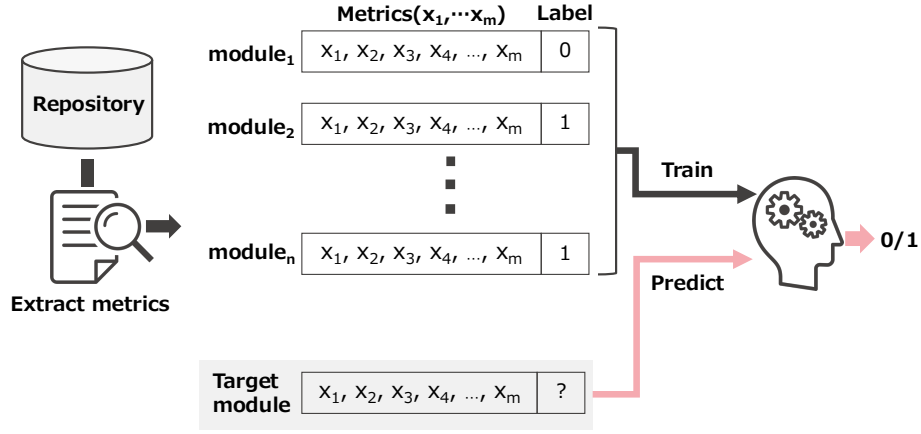 Metrics(x₁,⋯xₘ) Label
module₁ x₁, x₂, x₃, x₄, …, xₘ 0
Repository
module₂ x₁, x₂, x₃, x₄, …, xₘ 1
Train
moduleₙ x₁, x₂, x₃, x₄, …, xₘ 1
0/1
Predict
Extract metrics
Target
module x₁, x₂, x₃, x₄, …, xₘ ?